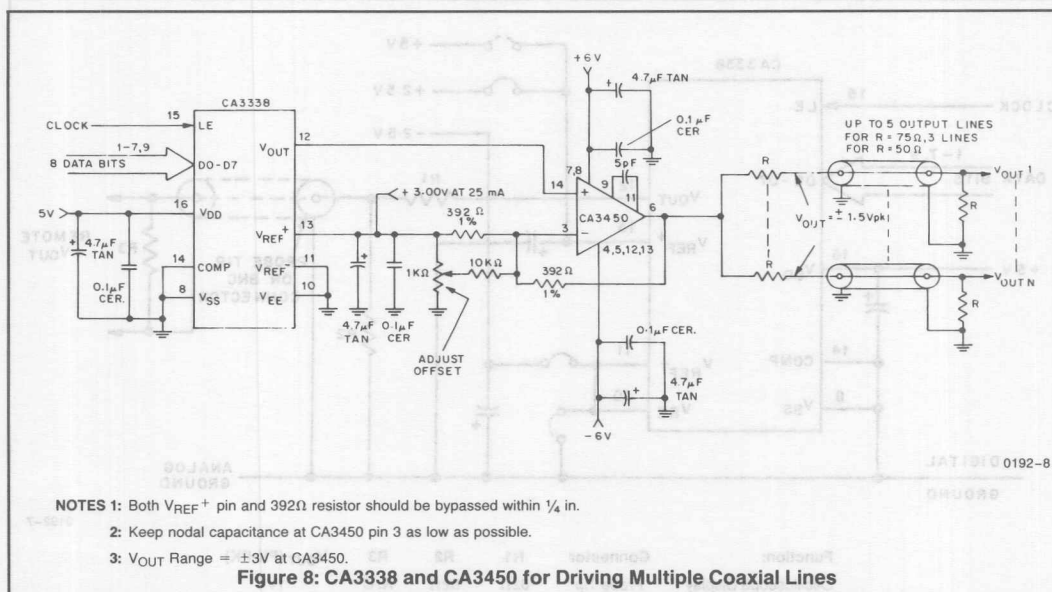 +6V
4.7μF TAN
CA3338
0.1μF
CER
UP TO 5 OUTPUT LINES
FOR R = 75Ω, 3 LINES
FOR R = 50Ω
CLOCK
15
LE
12
VOUT
5pF
7,8
9
11
14
+
R
VOUT 1
1-7,9
8 DATA BITS
D0-D7
+ 3.00V AT 25 mA
CA3450
6
VOUT = ± 1.5Vpk
R
5V
16
VDD
VREF+
13
392 Ω
1%
3
−
4,5,12,13
4.7μF
TAN
14
COMP
VREF−
11
1KΩ
10KΩ
R
VOUT N
0.1μF
CER.
8
VSS
VEE
10
392Ω
1%
R
4.7μF
TAN
0.1μF
CER
0.1μF CER.
ADJUST
OFFSET
4.7μF
TAN
−6V
0192-8
NOTES 1: Both VREF+ pin and 392Ω resistor should be bypassed within 1/4 in.
2: Keep nodal capacitance at CA3450 pin 3 as low as possible.
3: VOUT Range = ±3V at CA3450.
Figure 8: CA3338 and CA3450 for Driving Multiple Coaxial Lines